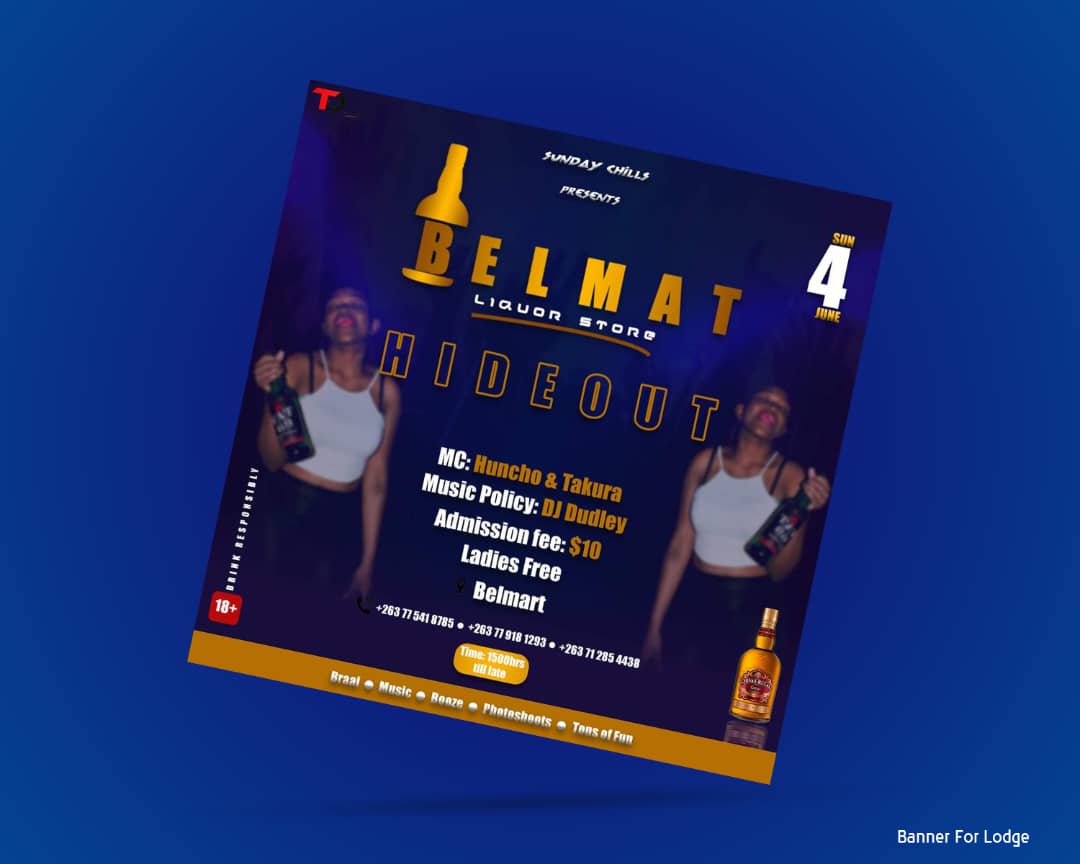 SUNDAY CHILLS
PRESENTS
BELMAT
LIQUOR STORE
HIDEOUT
SUN
4
JUNE
MC: Huncho & Takura
Music Policy: DJ Dudley
Admission fee: $10
Ladies Free
Belmart
+263 77 541 8785 ● +263 77 918 1293 ● +263 71 285 4438
Time: 1500hrs
till late
DRINK RESPONSIBLY
18+
Braai ● Music ● Booze ● Photoshoots ● Tons of Fun
Banner For Lodge